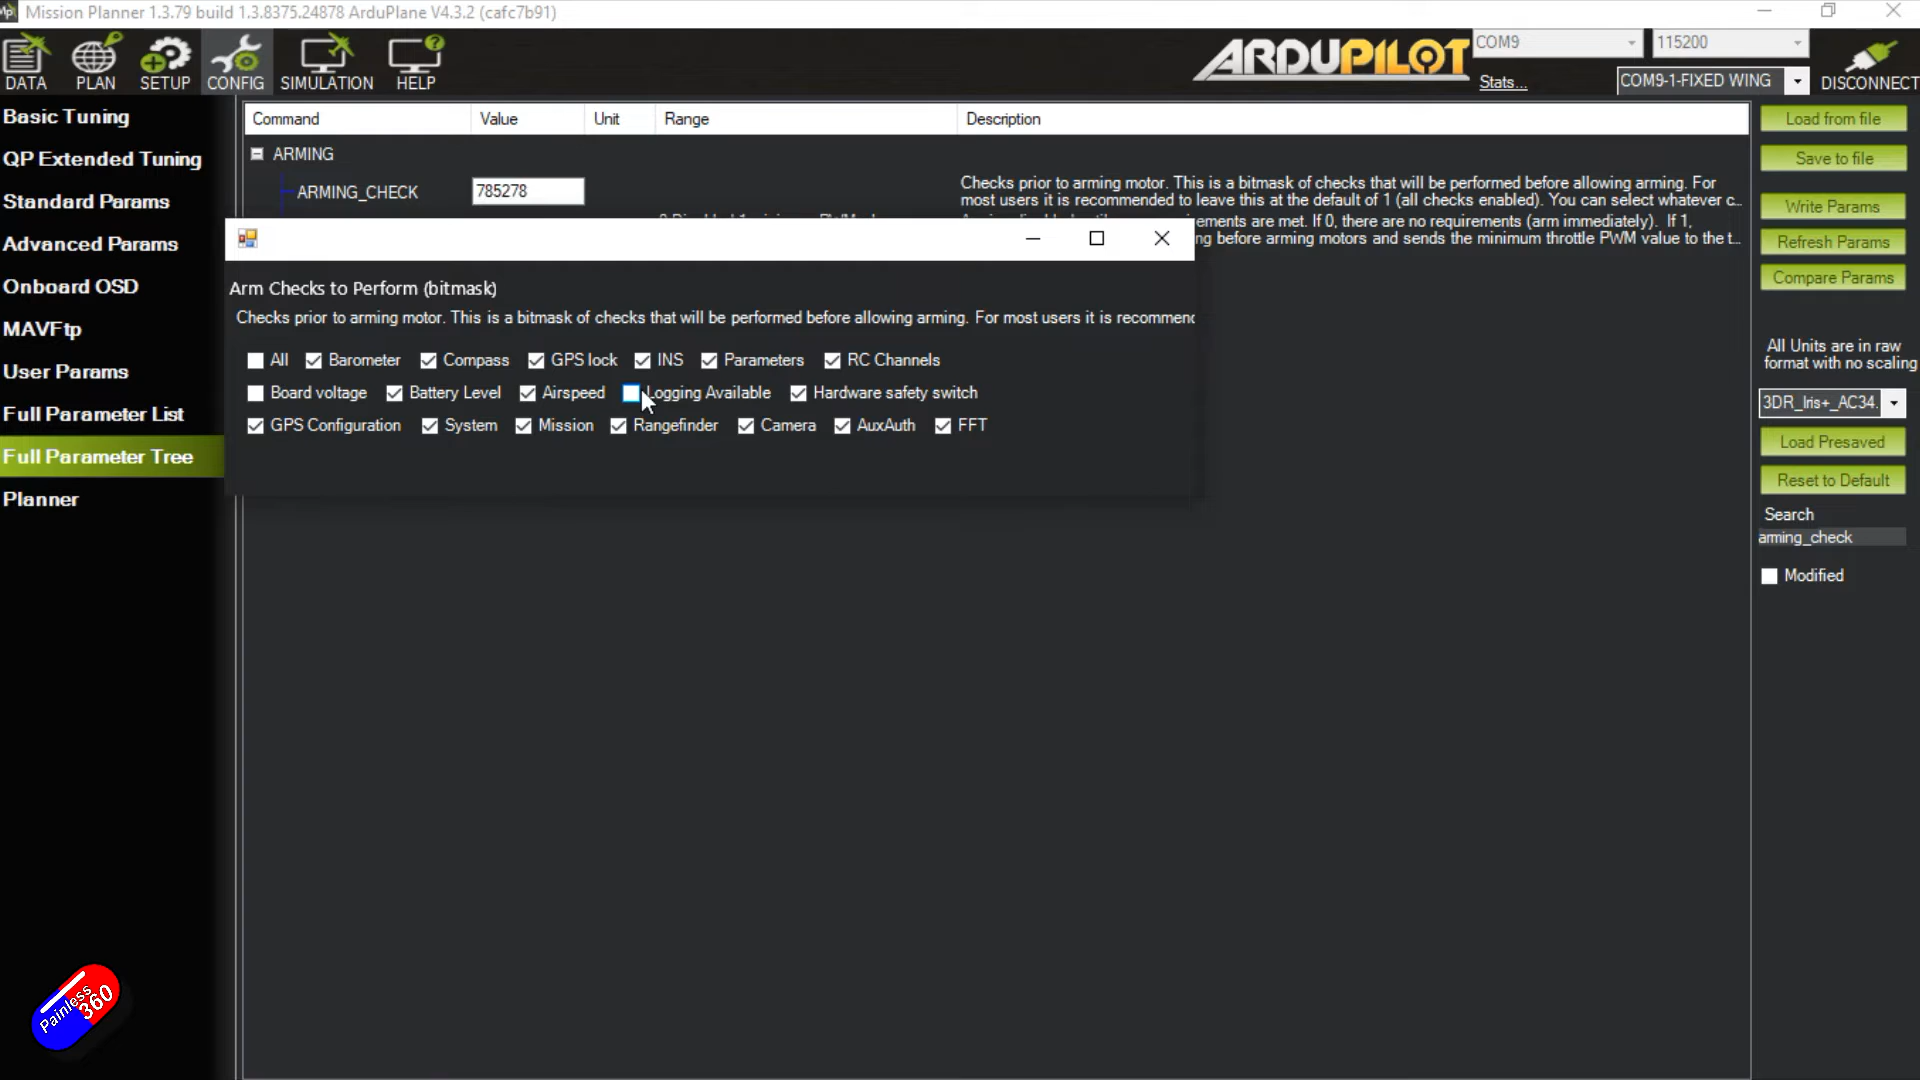 Mission Planner 1.3.79 build 1.3.8375.24878 ArduPlane V4.3.2 (cafc7b91)
DATA PLAN SETUP CONFIG SIMULATION HELP
ARDUPILOT
COM9 115200
Stats... COM9-1-FIXED WING DISCONNECT
Basic Tuning
QP Extended Tuning
Standard Params
Advanced Params
Onboard OSD
MAVFtp
User Params
Full Parameter List
Full Parameter Tree
Planner
Command Value Unit Range Description
ARMING
ARMING_CHECK 785278
Checks prior to arming motor. This is a bitmask of checks that will be performed before allowing arming. For
most users it is recommended to leave this at the default of 1 (all checks enabled). You can select whatever c...
ements are met. If 0, there are no requirements (arm immediately). If 1,
ng before arming motors and sends the minimum throttle PWM value to the t...
Arm Checks to Perform (bitmask)
Checks prior to arming motor. This is a bitmask of checks that will be performed before allowing arming. For most users it is recommend
All Barometer Compass GPS lock INS Parameters RC Channels
Board voltage Battery Level Airspeed Logging Available Hardware safety switch
GPS Configuration System Mission Rangefinder Camera AuxAuth FFT
Load from file
Save to file
Write Params
Refresh Params
Compare Params
All Units are in raw
format with no scaling
3DR_Iris+_AC34.
Load Presaved
Reset to Default
Search
arming_check
Modified
Painless
360